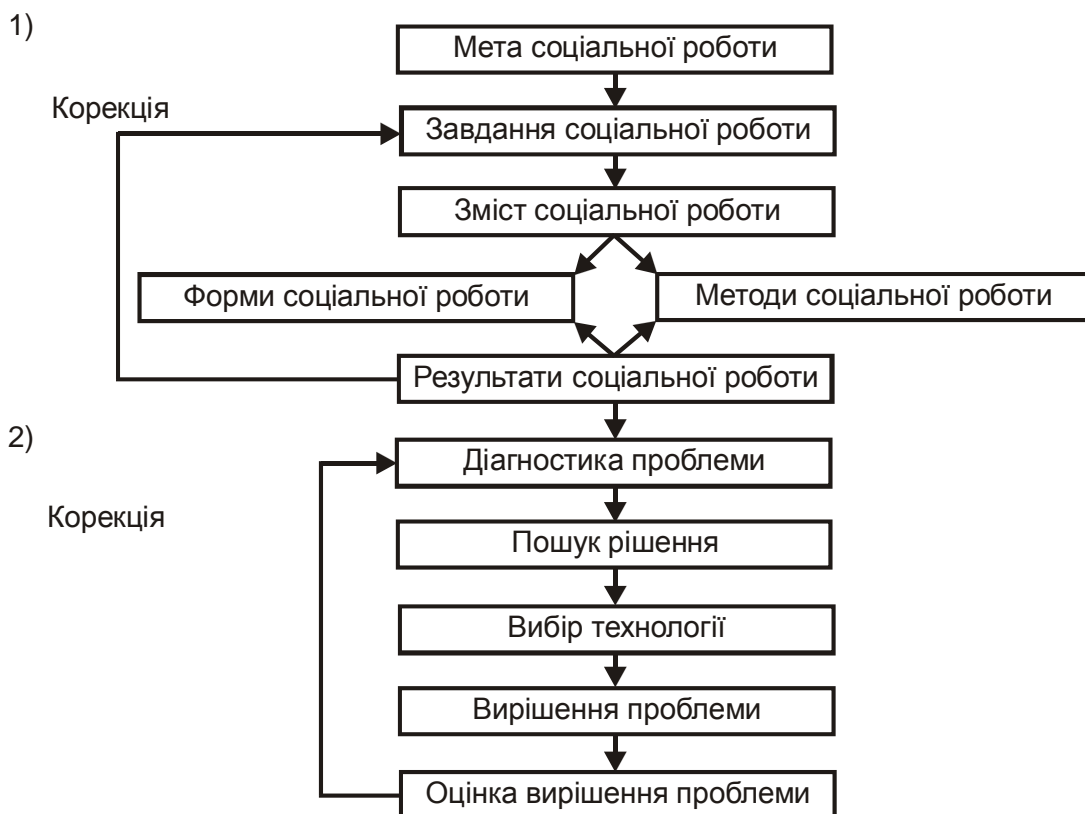 1)
Мета соціальної роботи
Корекція
Завдання соціальної роботи
Зміст соціальної роботи
Форми соціальної роботи
Методи соціальної роботи
Результати соціальної роботи
2)
Діагностика проблеми
Корекція
Пошук рішення
Вибір технології
Вирішення проблеми
Оцінка вирішення проблеми